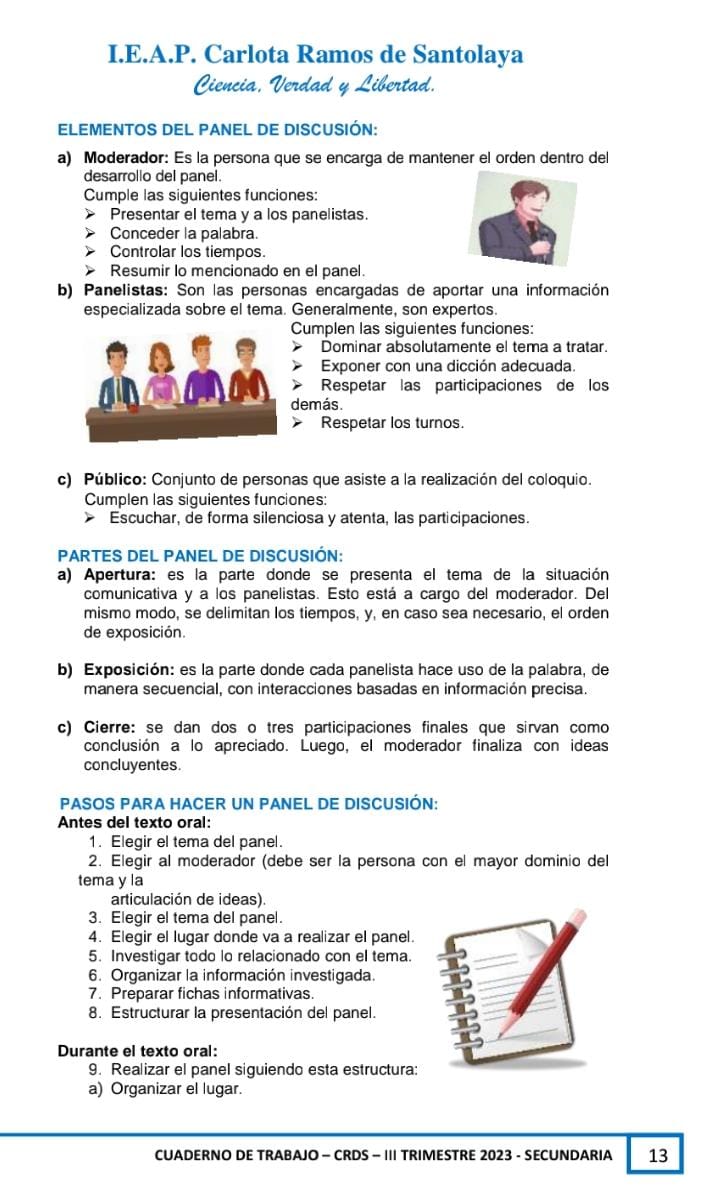 I.E.A.P. Carlota Ramos de Santolaya
Ciencia, Verdad y Libertad.
ELEMENTOS DEL PANEL DE DISCUSIÓN:
a) Moderador: Es la persona que se encarga de mantener el orden dentro del
desarrollo del panel.
Cumple las siguientes funciones:
➢ Presentar el tema y a los panelistas.
➢ Conceder la palabra.
➢ Controlar los tiempos.
➢ Resumir lo mencionado en el panel.
b) Panelistas: Son las personas encargadas de aportar una información
especializada sobre el tema. Generalmente, son expertos.
Cumplen las siguientes funciones:
➢ Dominar absolutamente el tema a tratar.
➢ Exponer con una dicción adecuada.
➢ Respetar las participaciones de los
demás.
➢ Respetar los turnos.
c) Público: Conjunto de personas que asiste a la realización del coloquio.
Cumplen las siguientes funciones:
➢ Escuchar, de forma silenciosa y atenta, las participaciones.
PARTES DEL PANEL DE DISCUSIÓN:
a) Apertura: es la parte donde se presenta el tema de la situación
comunicativa y a los panelistas. Esto está a cargo del moderador. Del
mismo modo, se delimitan los tiempos, y, en caso sea necesario, el orden
de exposición.
b) Exposición: es la parte donde cada panelista hace uso de la palabra, de
manera secuencial, con interacciones basadas en información precisa.
c) Cierre: se dan dos o tres participaciones finales que sirvan como
conclusión a lo apreciado. Luego, el moderador finaliza con ideas
concluyentes.
PASOS PARA HACER UN PANEL DE DISCUSIÓN:
Antes del texto oral:
1. Elegir el tema del panel.
2. Elegir al moderador (debe ser la persona con el mayor dominio del
tema y la
articulación de ideas).
3. Elegir el tema del panel.
4. Elegir el lugar donde va a realizar el panel.
5. Investigar todo lo relacionado con el tema.
6. Organizar la información investigada.
7. Preparar fichas informativas.
8. Estructurar la presentación del panel.
Durante el texto oral:
9. Realizar el panel siguiendo esta estructura:
a) Organizar el lugar.
CUADERNO DE TRABAJO – CRDS – III TRIMESTRE 2023 - SECUNDARIA 13